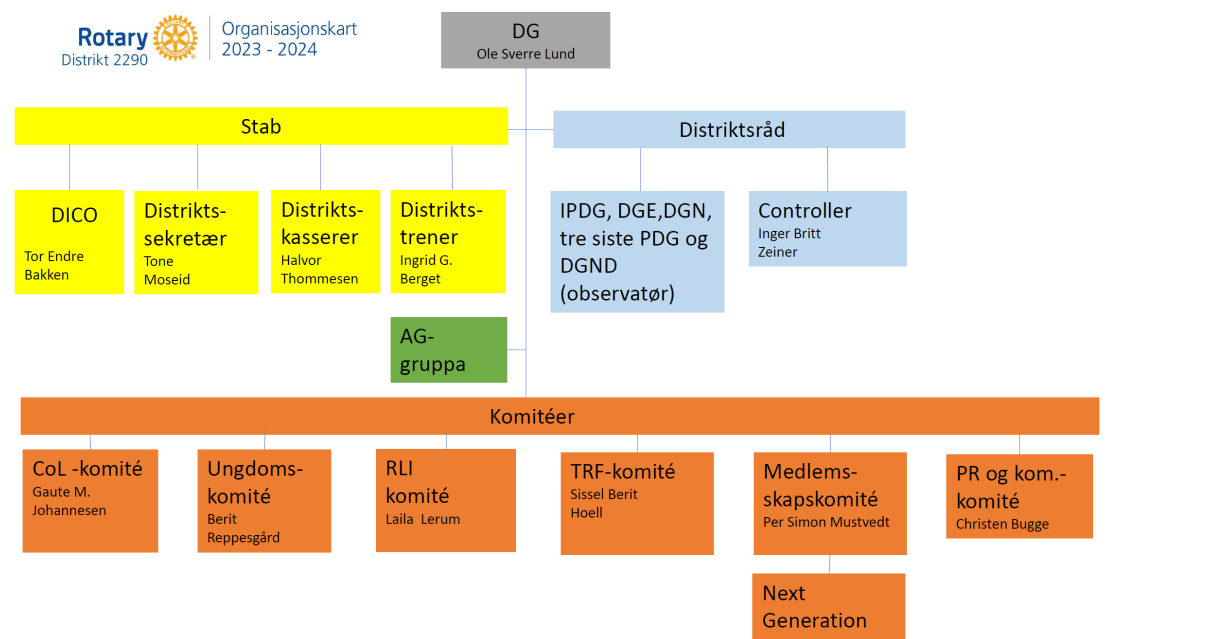 Rotary
Distrikt 2290
Organisasjonskart
2023 - 2024
DG
Ole Sverre Lund
Stab
Distriktsråd
DICO
Tor Endre
Bakken
Distrikts-
sekretær
Tone
Moseid
Distrikts-
kasserer
Halvor
Thommesen
Distrikts-
trener
Ingrid G.
Berget
IPDG, DGE,DGN,
tre siste PDG og
DGND
(observatør)
Controller
Inger Britt
Zeiner
AG-
gruppa
Komitéer
CoL -komité
Gaute M.
Johannesen
Ungdoms-
komité
Berit
Reppesgård
RLI
komité
Laila  Lerum
TRF-komité
Sissel Berit
Hoell
Medlems-
skapskomité
Per Simon Mustvedt
PR og kom.-
komité
Christen Bugge
Next
Generation